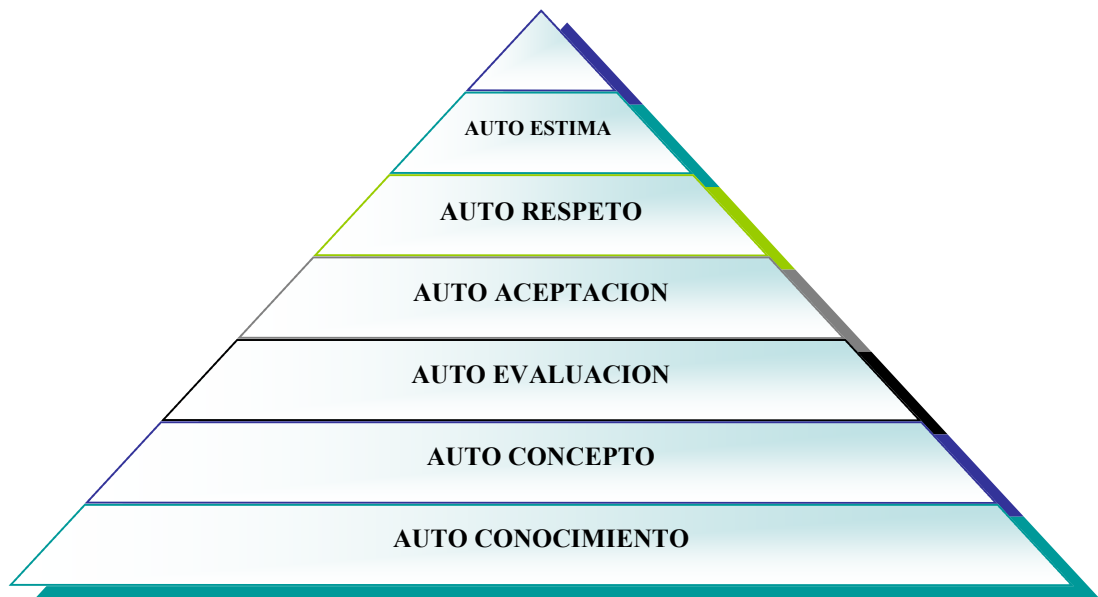 AUTO ESTIMA
AUTO RESPETO
AUTO ACEPTACION
AUTO EVALUACION
AUTO CONCEPTO
AUTO CONOCIMIENTO